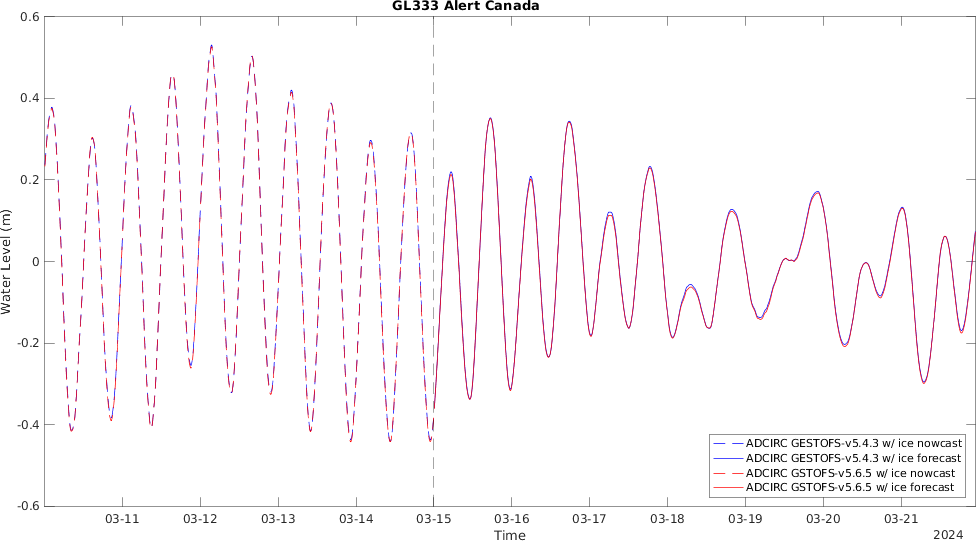 GL333 Alert Canada
0.6
0.4
0.2
0
-0.2
-0.4
-0.6
Water Level (m)
03-11 03-12 03-13 03-14 03-15 03-16 03-17 03-18 03-19 03-20 03-21
Time
2024
ADCIRC GESTOFS-v5.4.3 w/ ice nowcast
ADCIRC GESTOFS-v5.4.3 w/ ice forecast
ADCIRC GSTOFS-v5.6.5 w/ ice nowcast
ADCIRC GSTOFS-v5.6.5 w/ ice forecast